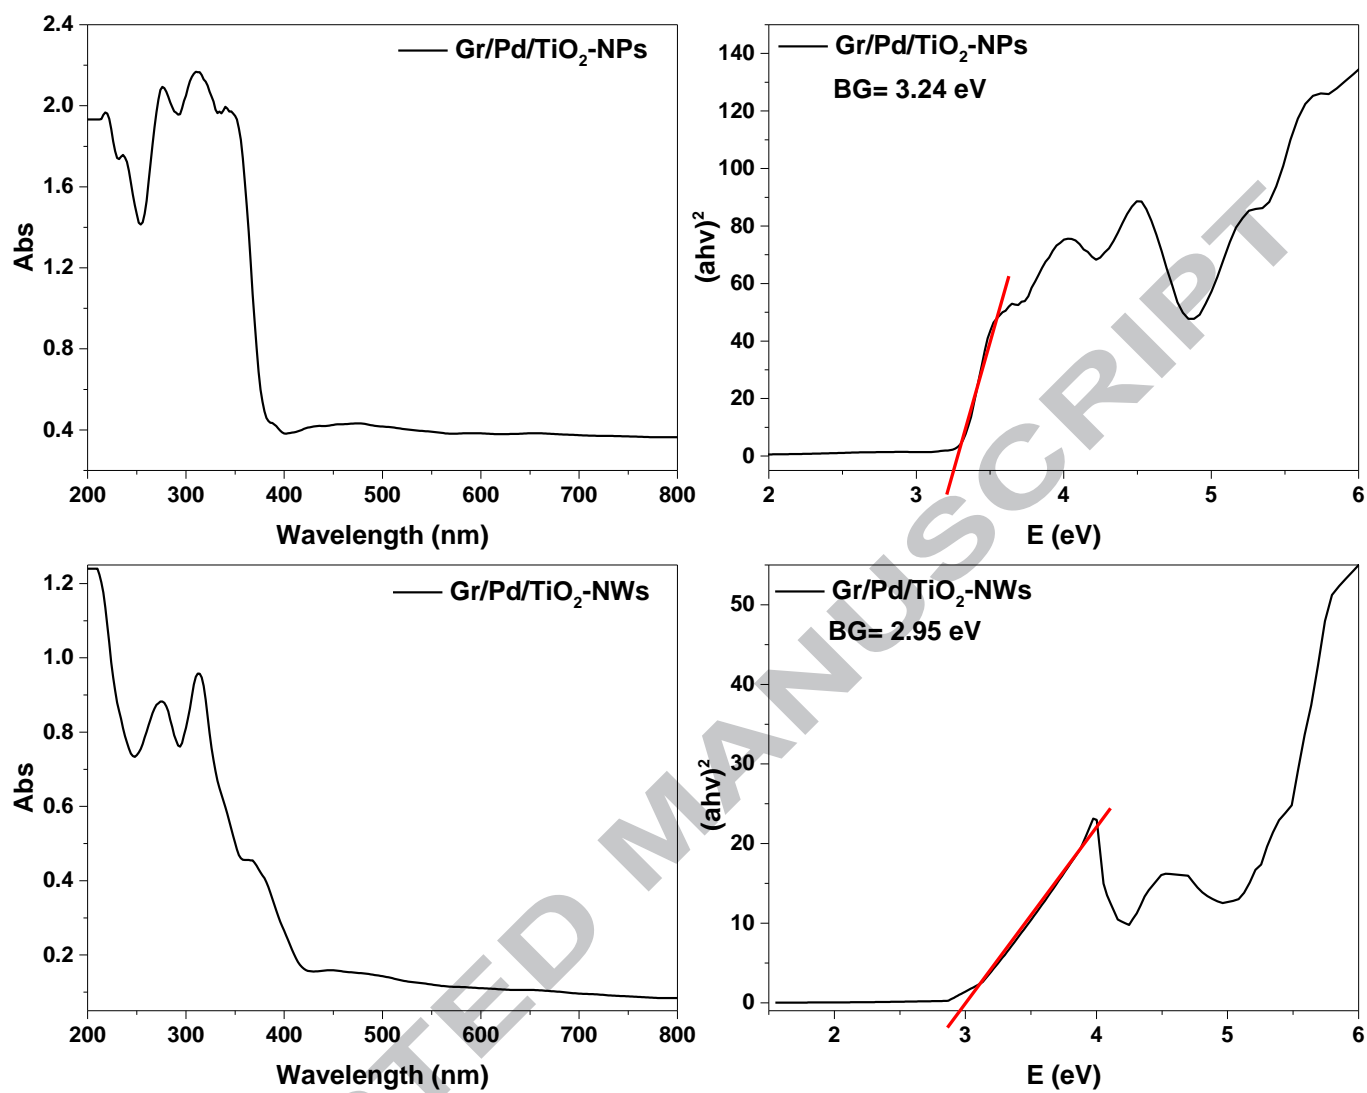 2.4
2.0
1.6
1.2
0.8
0.4
Abs
Gr/Pd/TiO₂-NPs
200 300 400 500 600 700 800
Wavelength (nm)
140
120
100
80
60
40
20
0
(ahv)²
Gr/Pd/TiO₂-NPs
BG= 3.24 eV
2 3 4 5 6
E (eV)
1.2
1.0
0.8
0.6
0.4
0.2
Abs
Gr/Pd/TiO₂-NWs
200 300 400 500 600 700 800
Wavelength (nm)
50
40
30
20
10
0
(ahv)²
Gr/Pd/TiO₂-NWs
BG= 2.95 eV
2 3 4 5 6
E (eV)
TED MANUSCRIPT